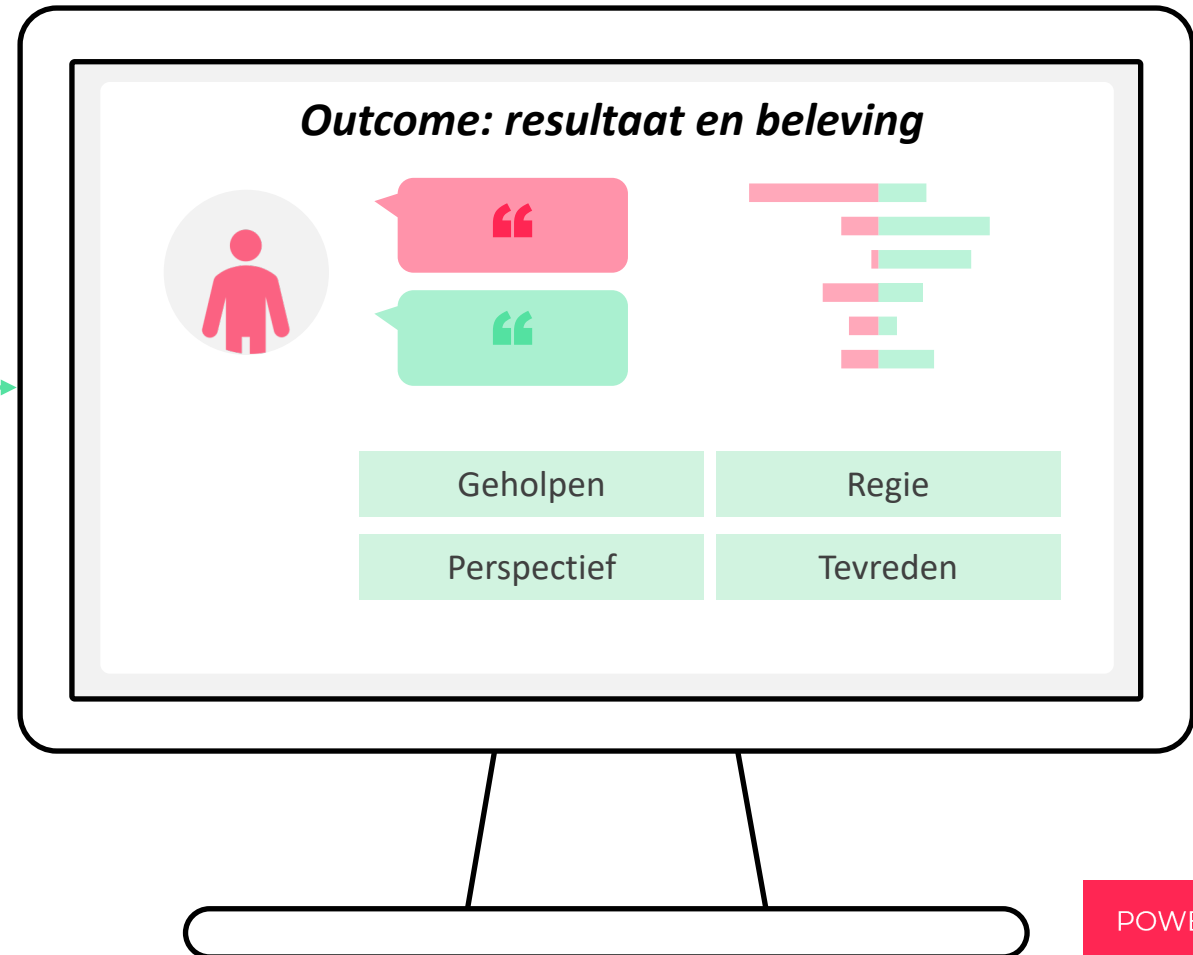 Outcome: resultaat en beleving
Geholpen
Regie
Perspectief
Tevreden